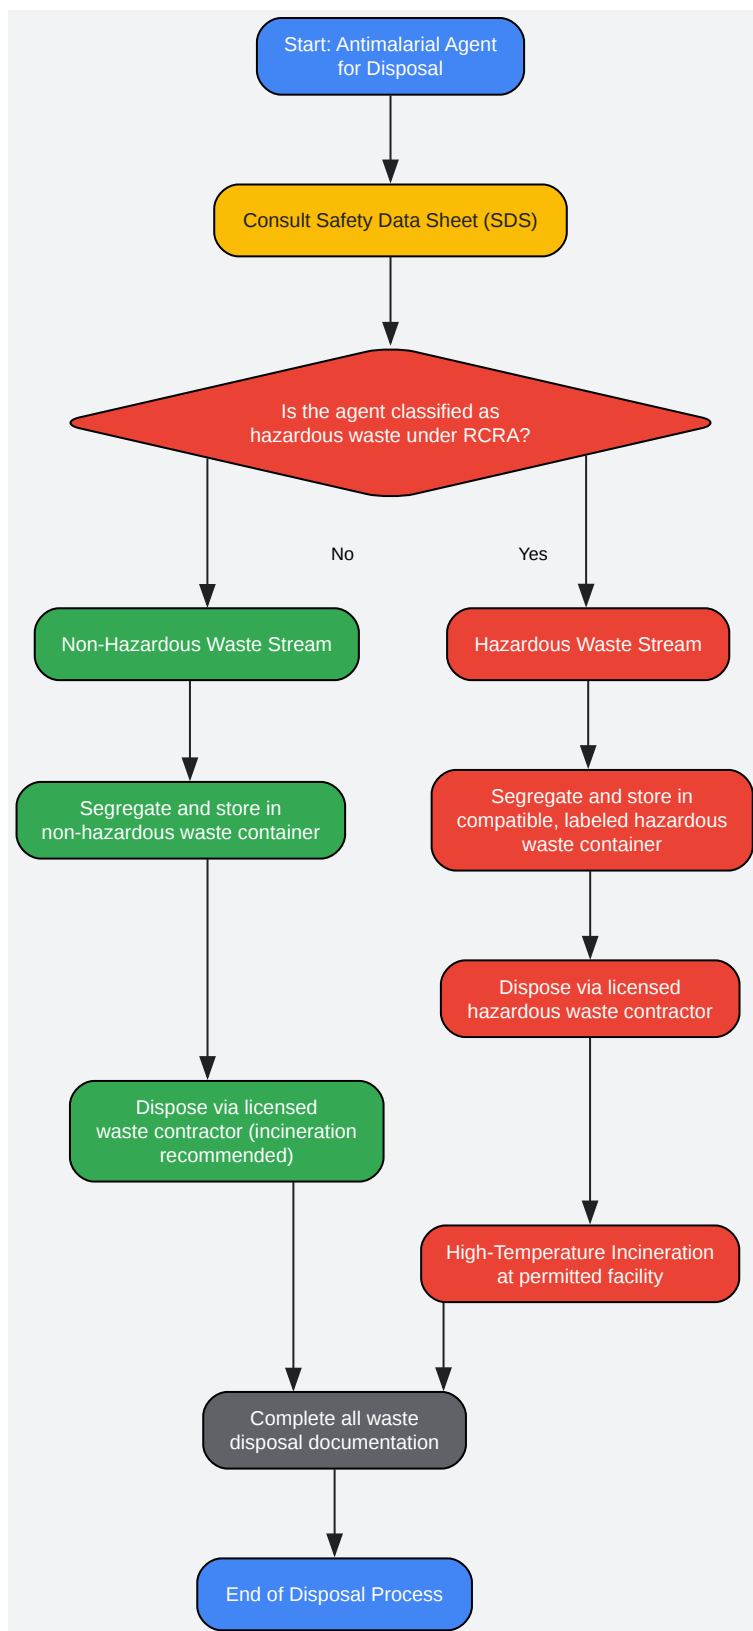 Start: Antimalarial Agent
for Disposal
Consult Safety Data Sheet (SDS)
Is the agent classified as
hazardous waste under RCRA?
No
Yes
Non-Hazardous Waste Stream
Hazardous Waste Stream
Segregate and store in
non-hazardous waste container
Segregate and store in
compatible, labeled hazardous
waste container
Dispose via licensed
hazardous waste contractor
Dispose via licensed
waste contractor (incineration
recommended)
High-Temperature Incineration
at permitted facility
Complete all waste
disposal documentation
End of Disposal Process